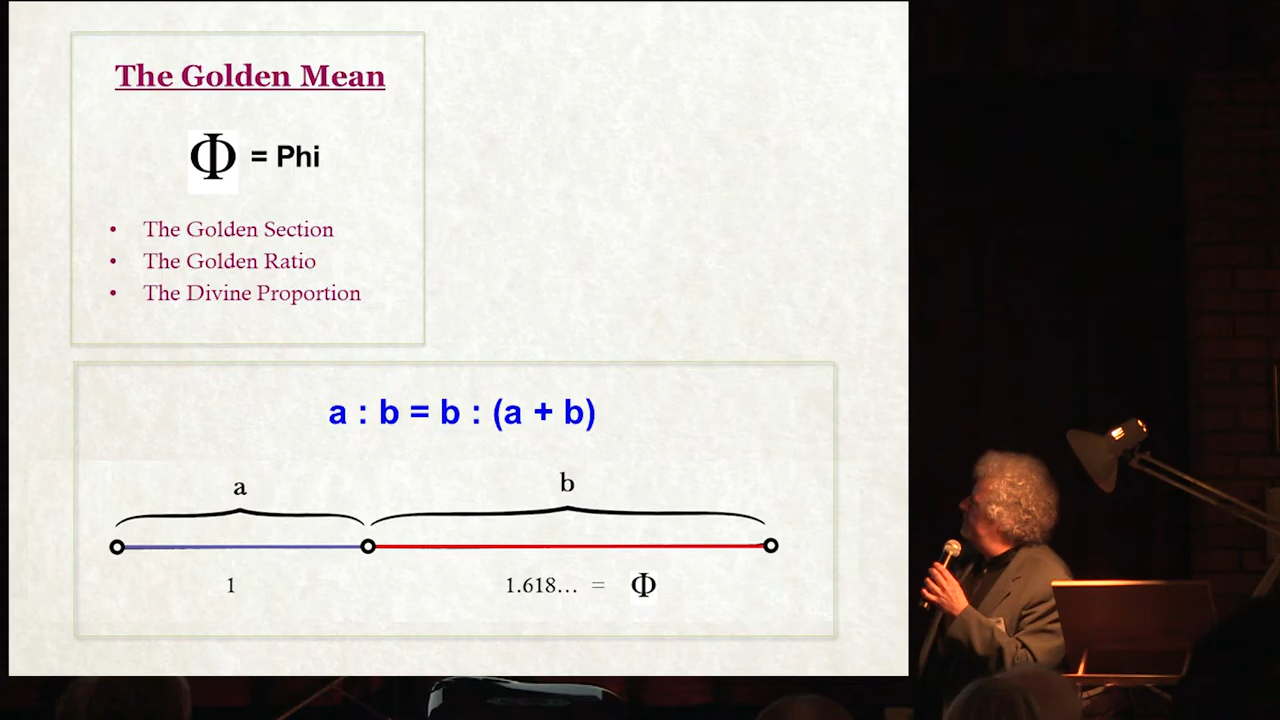 The Golden Mean
Φ = Phi
• The Golden Section
• The Golden Ratio
• The Divine Proportion
a : b = b : (a + b)
a b
1 1.618... = Φ